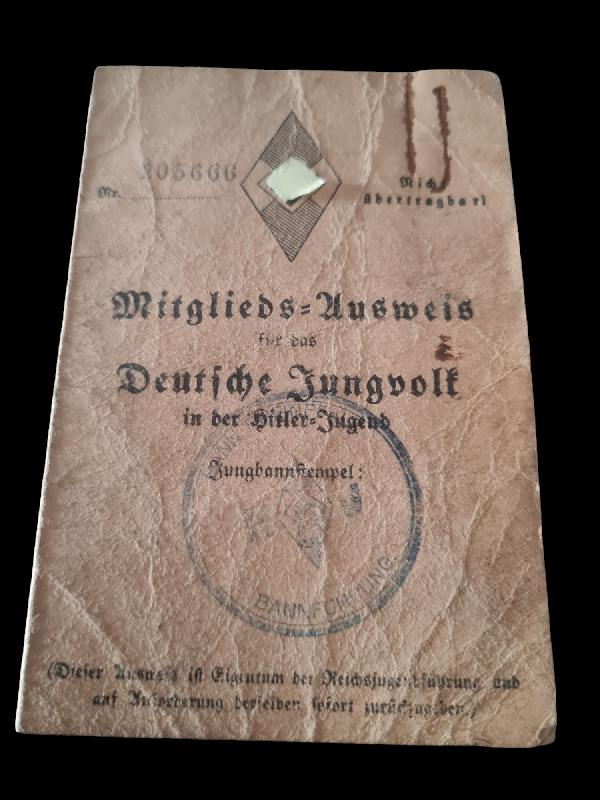 205666
Nr.
Nich
übertragbar!
Mitglieds=Ausweis
für das
Deutsche Jungvolk
in der Hitler=Jugend
Jungbannstempel:
BANNFÜHRUNG
(Dieser Ausweis ist Eigentum der Reichsjugendführung und
auf Anforderung derselben sofort zurückzugeben.)